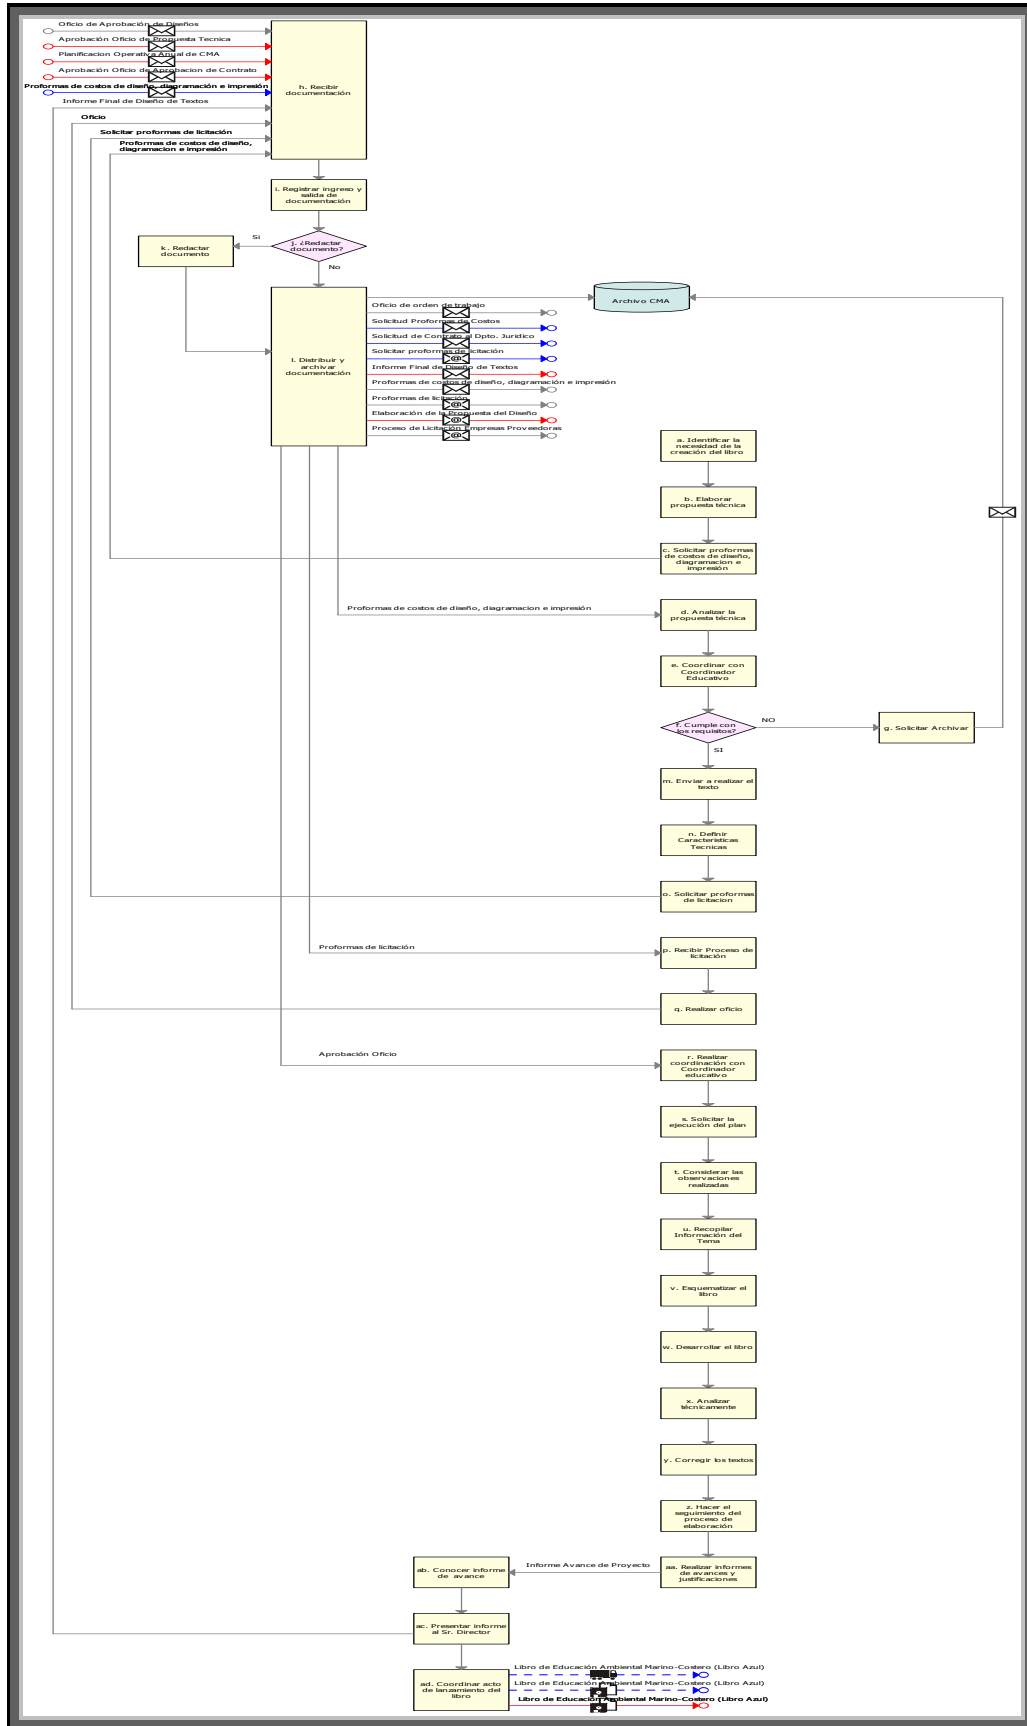 Oficio de Aprobación de Diseños
Aprobación Oficio de Propuesta Tecnica
Planificacion Operativa Anual de CMA
Aprobación Oficio de Aprobacion de Contrato
Proformas de costos de diseño, diagramación e impresión
Informe Final de Diseño de Textos
Oficio
Solicitar proformas de licitación
Proformas de costos de diseño,
diagramacion e impresión
h. Recibir
documentación
i. Registrar ingreso y
salida de
documentación
Si
j. ¿Redactar
documento?
k. Redactar
documento
No
l. Distribuir y
archivar
documentación
Archivo CMA
Oficio de orden de trabajo
Solicitud Proformas de Costos
Solicitud de Contrato al Dpto. Juridico
Solicitar proformas de licitación
Informe Final de Diseño de Textos
Proformas de costos de diseño, diagramación e impresión
Proformas de licitación
Elaboración de la Propuesta del Diseño
Proceso de Licitación Empresas Proveedoras
a. Identificar la
necesidad de la
creación del libro
b. Elaborar
propuesta técnica
c. Solicitar proformas
de costos de diseño,
diagramacion e
impresión
Proformas de costos de diseño, diagramacion e impresión
d. Analizar la
propuesta técnica
e. Coordinar con
Coordinador
Educativo
f. Cumple con
los requisitos?
NO
g. Solicitar Archivar
SI
m. Enviar a realizar el
texto
n. Definir
Caracteristicas
Tecnicas
o. Solicitar proformas
de licitacion
Proformas de licitación
p. Recibir Proceso de
licitación
q. Realizar oficio
Aprobación Oficio
r. Realizar
coordinación con
Coordinador
educativo
s. Solicitar la
ejecución del plan
t. Considerar las
observaciones
realizadas
u. Recopilar
Información del
Tema
v. Esquematizar el
libro
w. Desarrollar el libro
x. Analizar
técnicamente
y. Corregir los textos
z. Hacer el
seguimiento del
proceso de
elaboración
aa. Realizar informes
de avances y
justificaciones
Informe Avance de Proyecto
ab. Conocer informe
de avance
ac. Presentar informe
al Sr. Director
ad. Coordinar acto
de lanzamiento del
libro
Libro de Educación Ambiental Marino-Costero (Libro Azul)
Libro de Educación Ambiental Marino-Costero (Libro Azul)
Libro de Educación Ambiental Marino-Costero (Libro Azul)